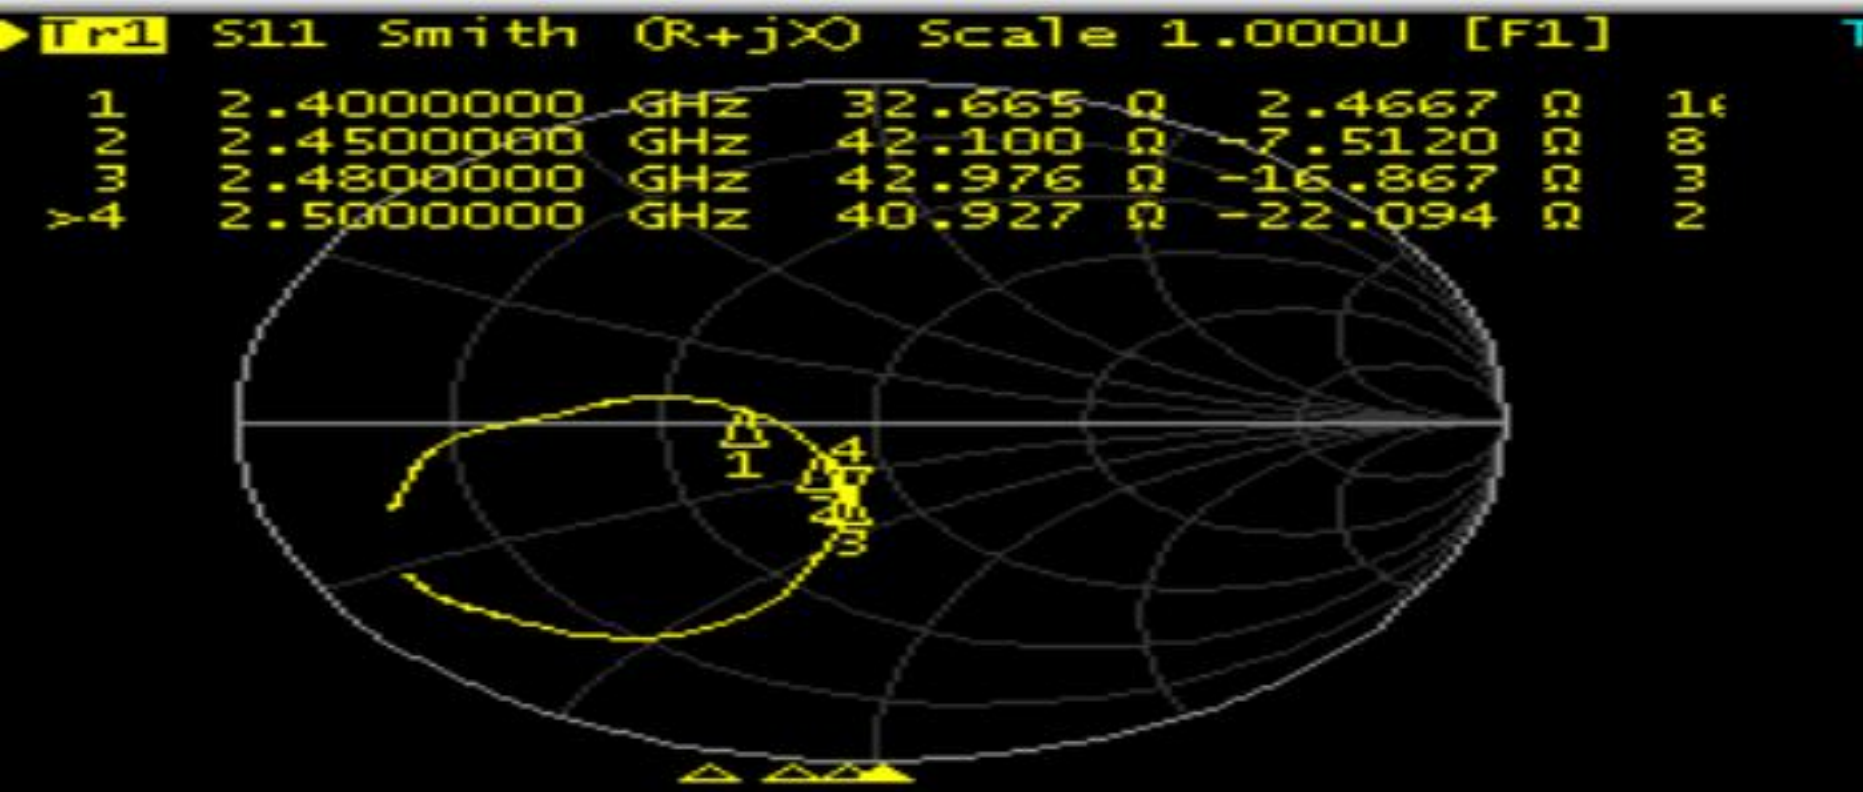 Tr1 S11 Smith (R+jX) Scale 1.000U [F1]
1 2.4000000 GHz 32.665 Ω 2.4667 Ω
2 2.4500000 GHz 42.100 Ω -7.5120 Ω 8
3 2.4800000 GHz 42.976 Ω -16.867 Ω 3
>4 2.5000000 GHz 40.927 Ω -22.094 Ω 2
4
1
2
3